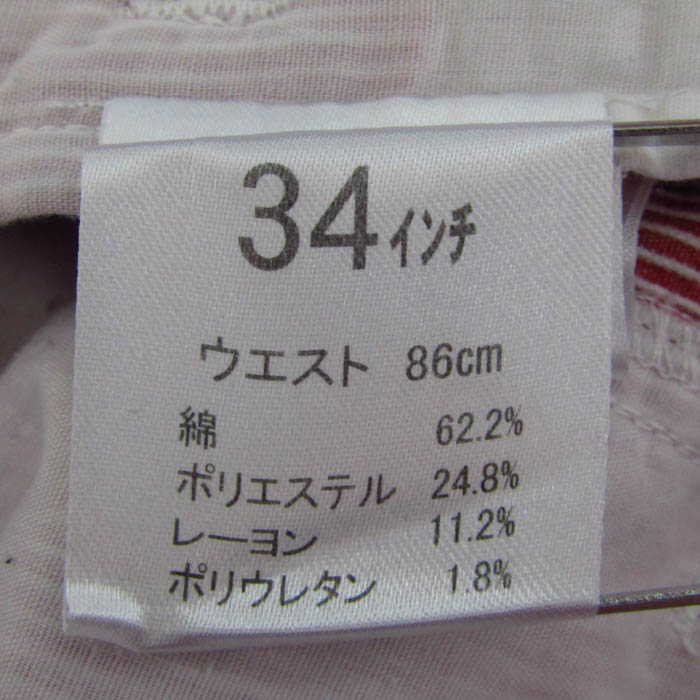 34インチ
ウエスト 86cm
綿 62.2%
ポリエステル 24.8%
レーヨン 11.2%
ポリウレタン 1.8%